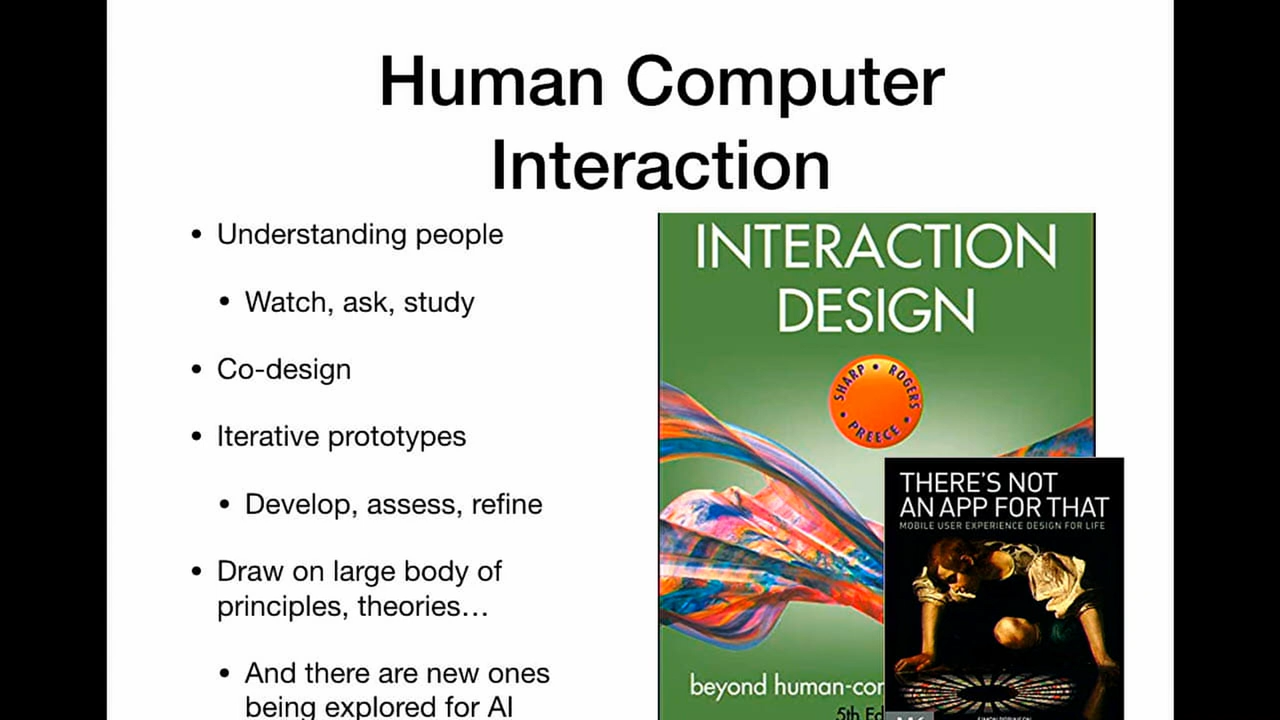 Human Computer
Interaction
• Understanding people
• Watch, ask, study
• Co-design
• Iterative prototypes
• Develop, assess, refine
• Draw on large body of
principles, theories…
• And there are new ones
being explored for AI
INTERACTION
DESIGN
SHARP • ROGERS • PREECE •
beyond human-com
5th Ed
THERE'S NOT
AN APP FOR THAT
MOBILE USER EXPERIENCE DESIGN FOR LIFE